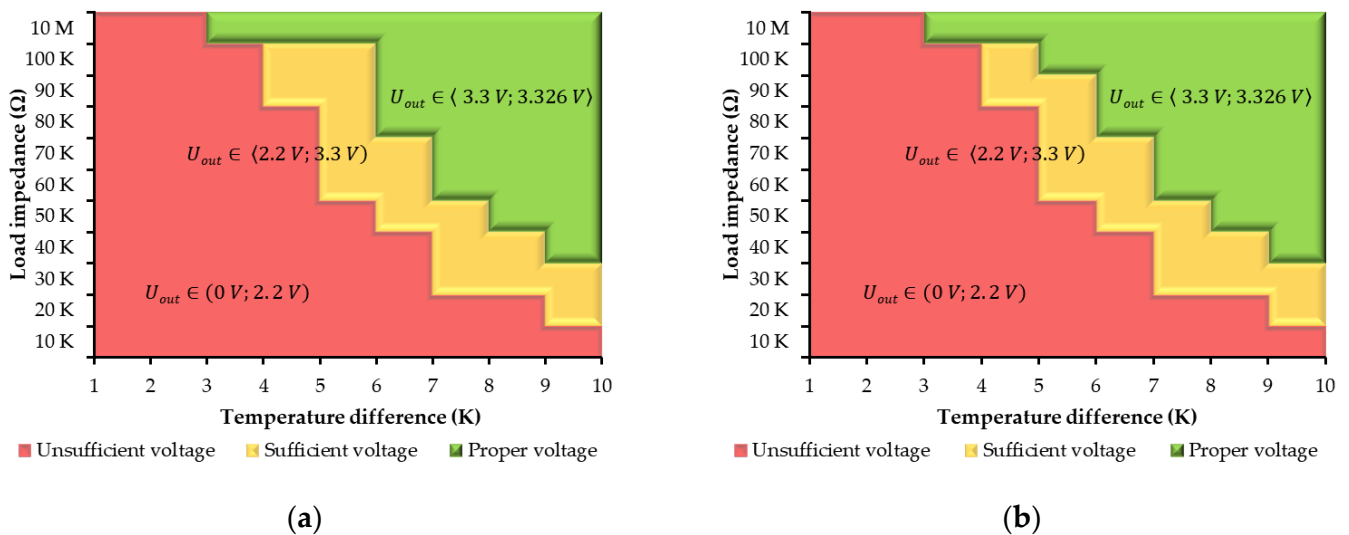 Load impedance (Ω)
10 M
100 K
90 K
80 K
70 K
60 K
50 K
40 K
30 K
20 K
10 K
U_out ∈ ⟨ 3.3 V; 3.326 V⟩
U_out ∈ ⟨2.2 V; 3.3 V)
U_out ∈ (0 V; 2.2 V)
1 2 3 4 5 6 7 8 9 10
Temperature difference (K)
Unsufficient voltage Sufficient voltage Proper voltage
(a)
Load impedance (Ω)
10 M
100 K
90 K
80 K
70 K
60 K
50 K
40 K
30 K
20 K
10 K
U_out ∈ ⟨ 3.3 V; 3.326 V⟩
U_out ∈ ⟨2.2 V; 3.3 V)
U_out ∈ (0 V; 2.2 V)
1 2 3 4 5 6 7 8 9 10
Temperature difference (K)
Unsufficient voltage Sufficient voltage Proper voltage
(b)